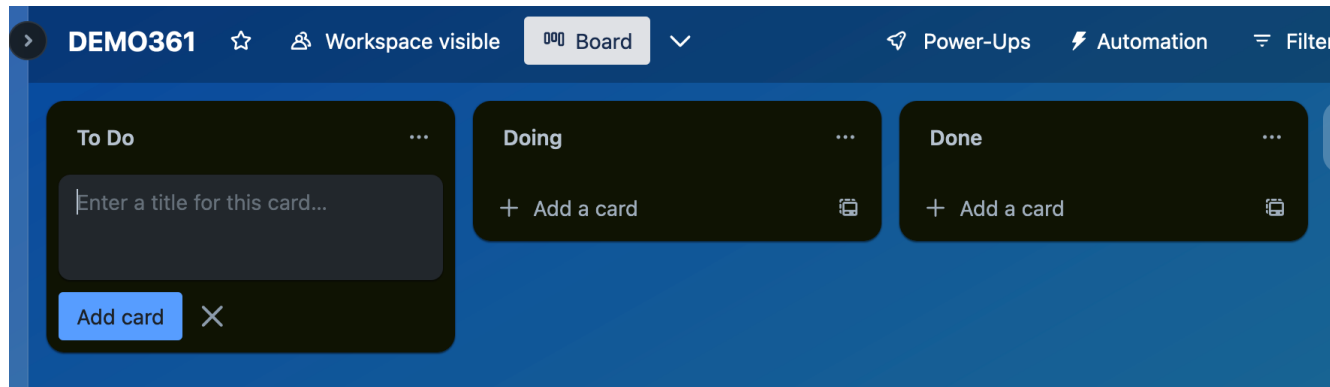 DEMO361 Workspace visible Board Power-Ups Automation Filter
To Do
Enter a title for this card...
Add card
Doing
Add a card
Done
Add a card